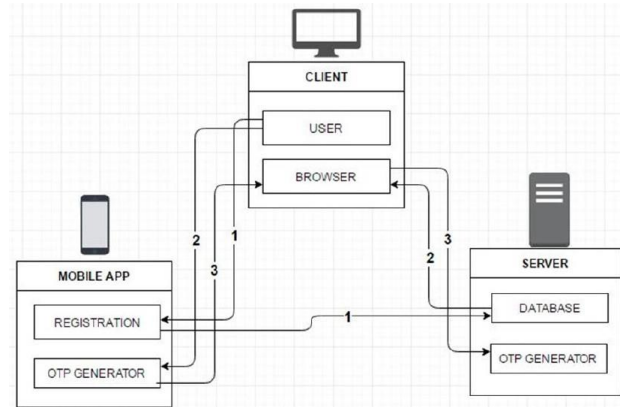 CLIENT
USER
BROWSER
2
1
3
3
2
MOBILE APP
REGISTRATION
OTP GENERATOR
1
SERVER
DATABASE
OTP GENERATOR